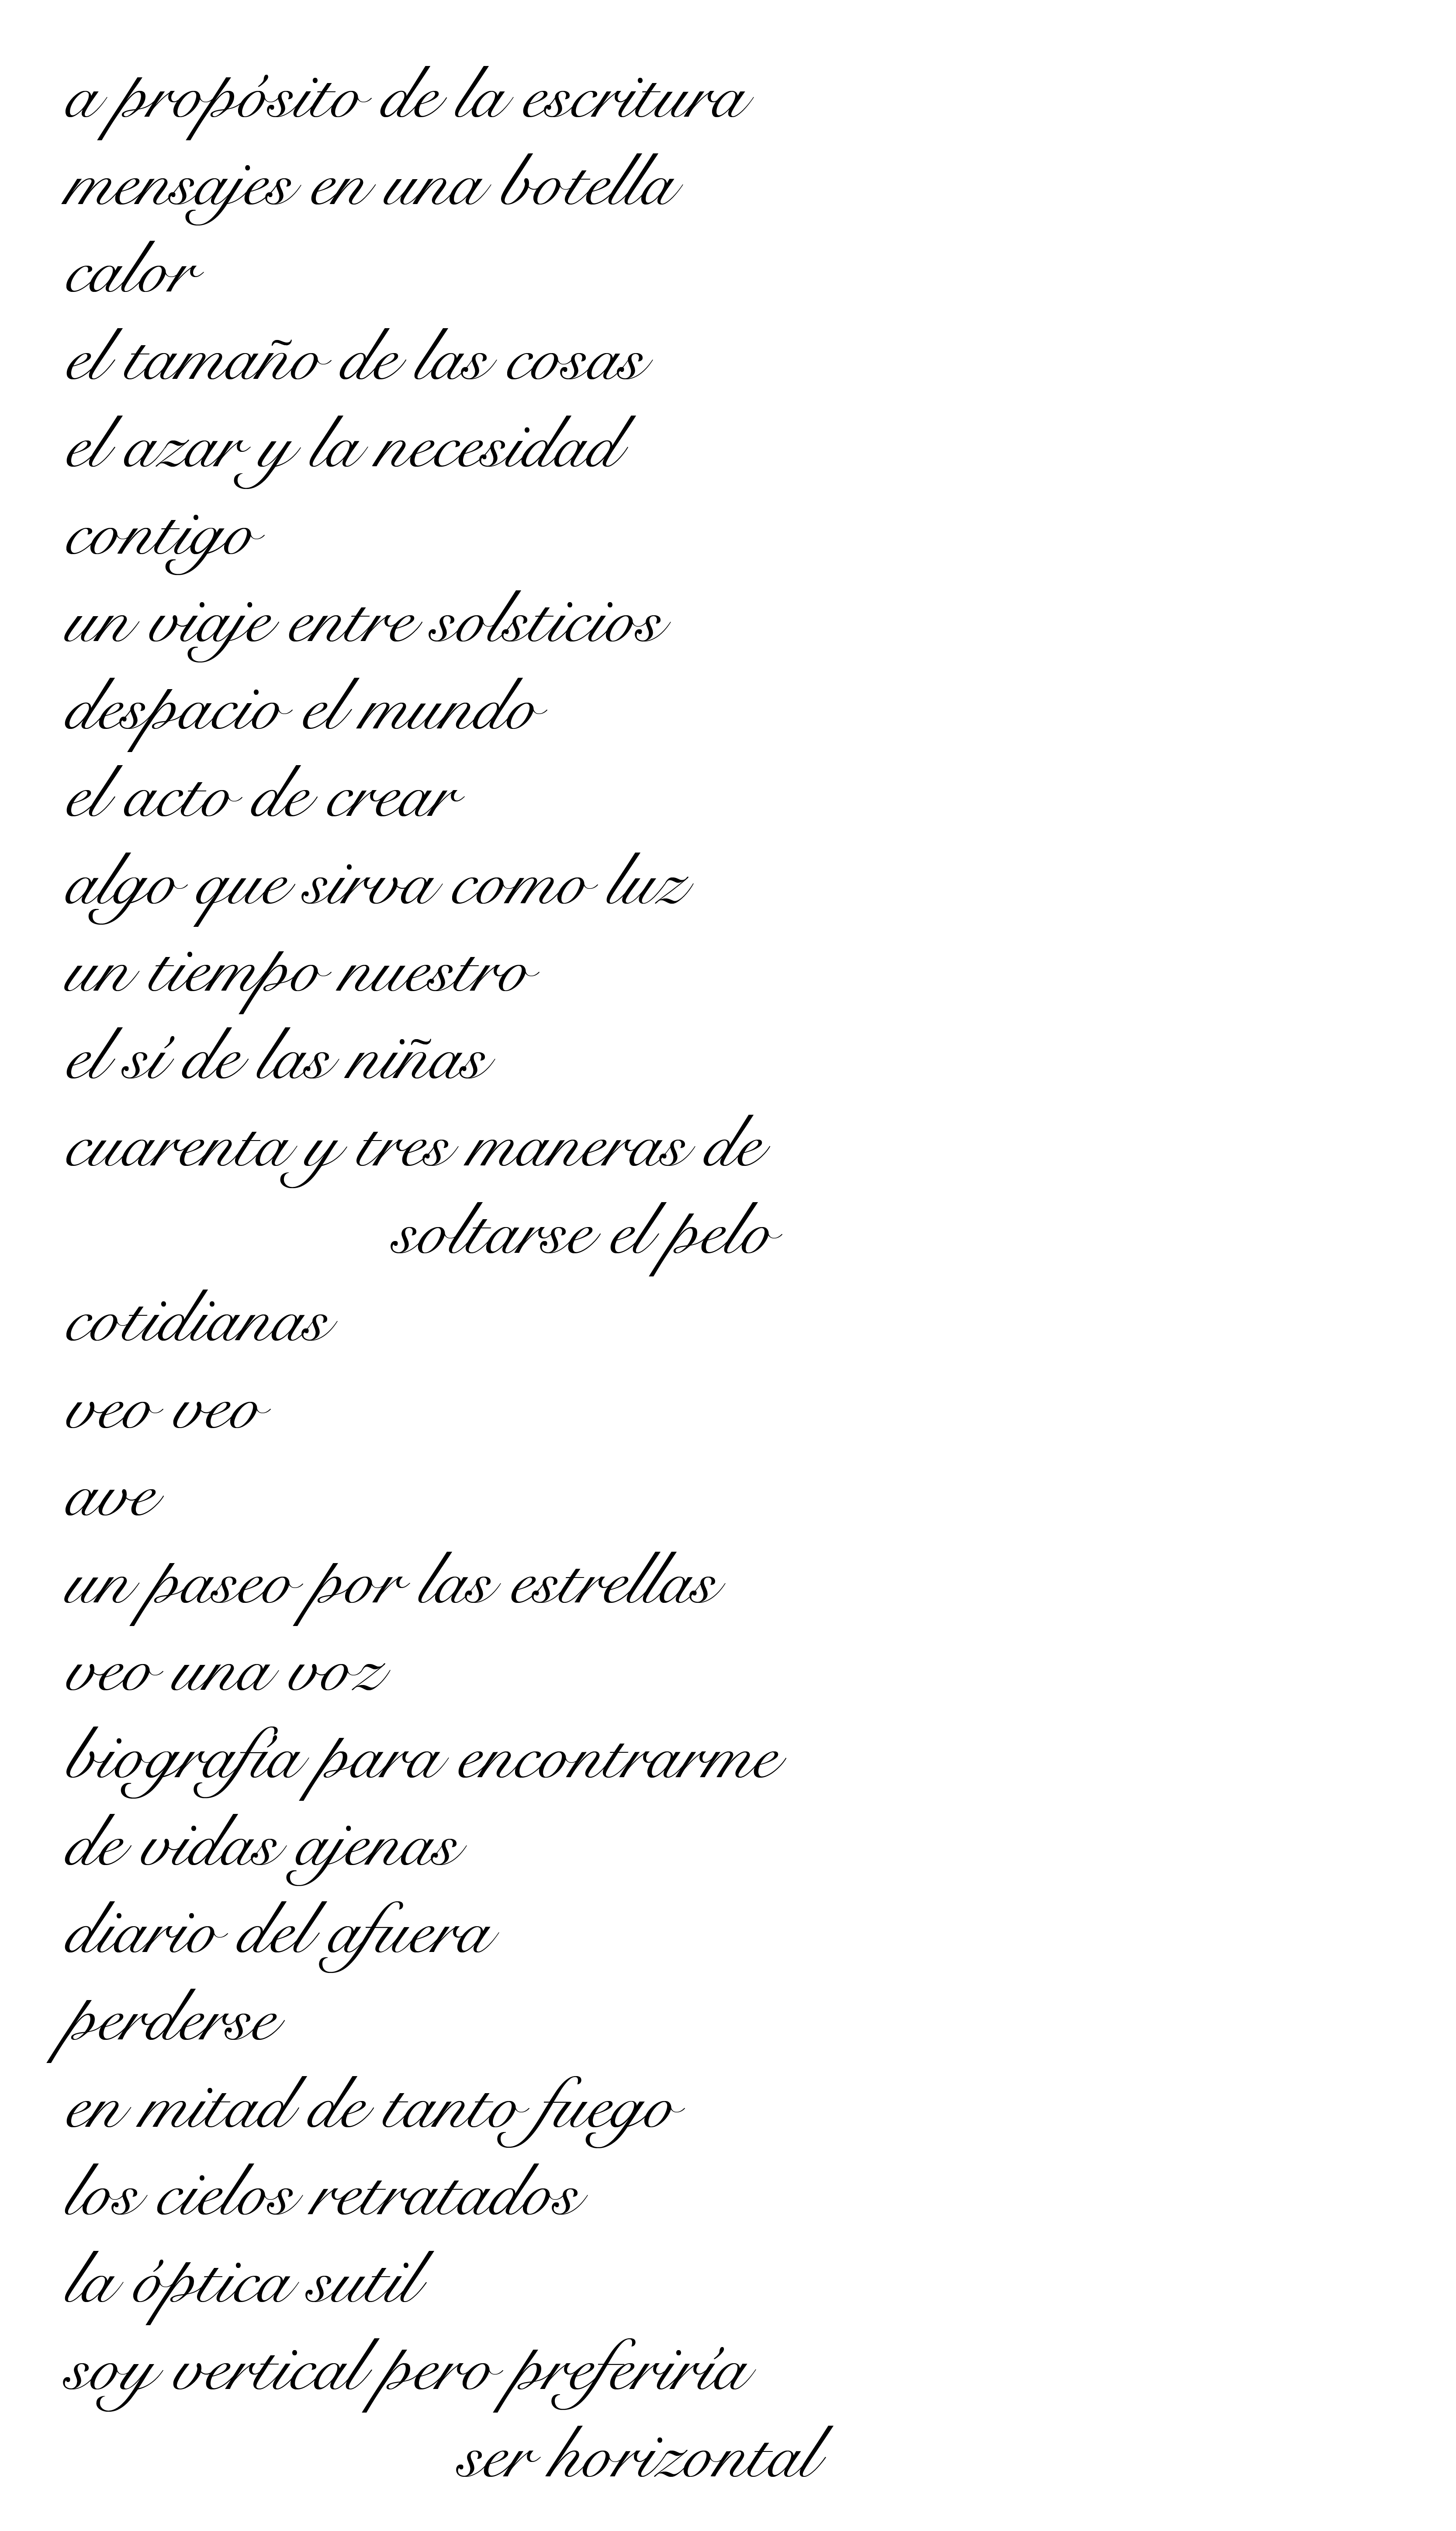 a propósito de la escritura
mensajes en una botella
calor
el tamaño de las cosas
el azar y la necesidad
contigo
un viaje entre solsticios
despacio el mundo
el acto de crear
algo que sirva como luz
un tiempo nuestro
el sí de las niñas
cuarenta y tres maneras de
soltarse el pelo
cotidianas
veo veo
ave
un paseo por las estrellas
veo una voz
biografía para encontrarme
de vidas ajenas
diario del afuera
perderse
en mitad de tanto fuego
los cielos retratados
la óptica sutil
soy vertical pero preferiría
ser horizontal